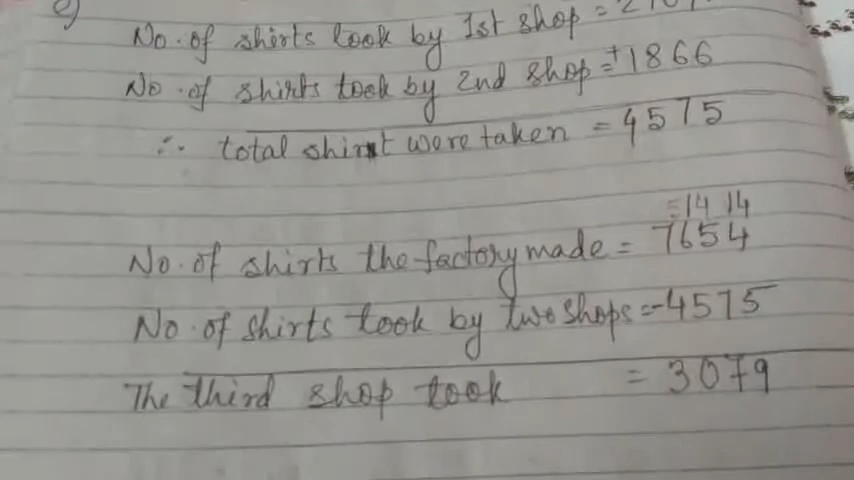 No. of shirts took by 1st shop =
No. of shirts took by 2nd shop = +1866
∴ total shirt were taken = 4575
514 14
No. of shirts the factory made = 7654
No. of shirts took by two shops = -4575
The third shop took = 3079